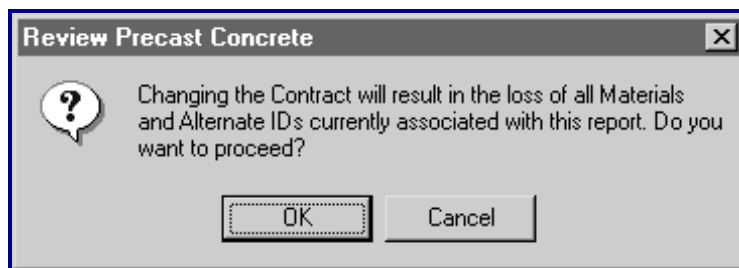 Review Precast Concrete
Changing the Contract will result in the loss of all Materials
and Alternate IDs currently associated with this report. Do you
want to proceed?
OK
Cancel